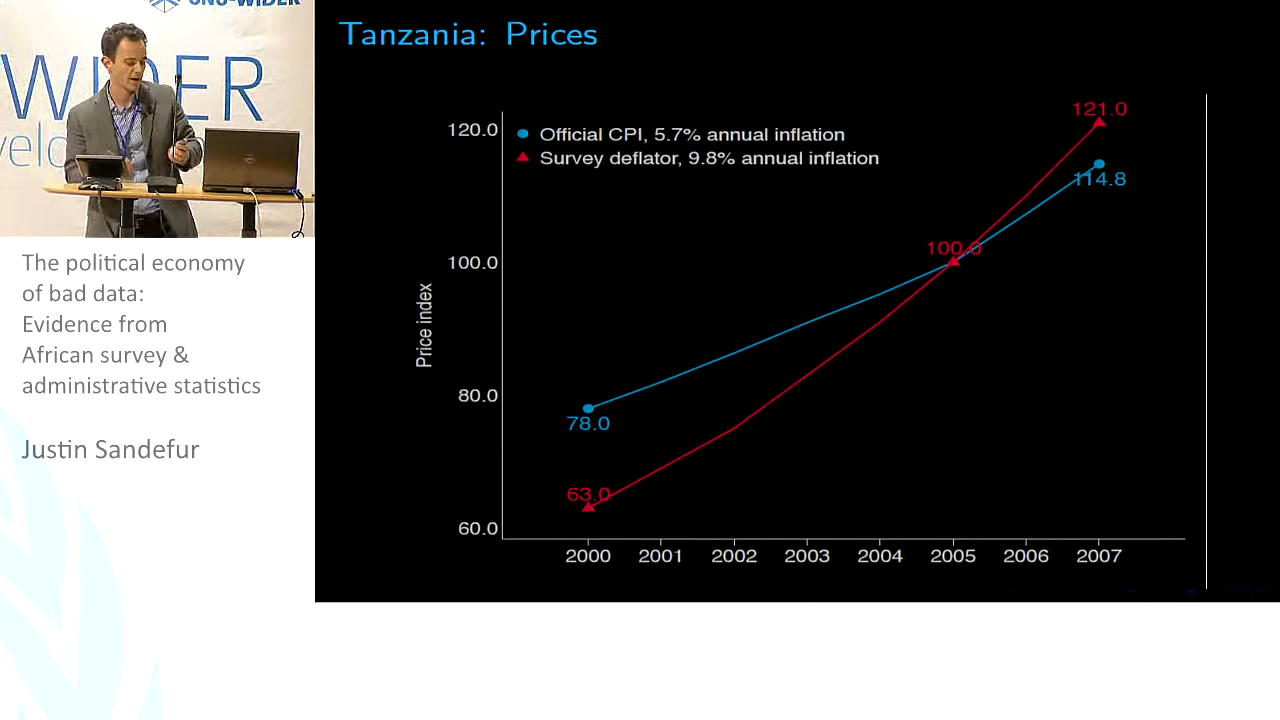 UNU-WIDER
WIDER
Tanzania: Prices
The political economy
of bad data:
Evidence from
African survey &
administrative statistics
Justin Sandefur
Official CPI, 5.7% annual inflation
Survey deflator, 9.8% annual inflation
Price index
120.0
100.0
80.0
60.0
121.0
114.8
100.0
78.0
63.0
2000 2001 2002 2003 2004 2005 2006 2007